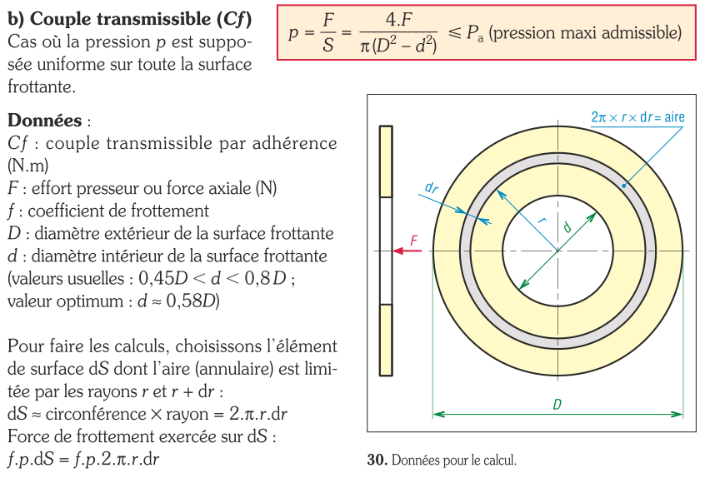 b) Couple transmissible (Cf)
Cas où la pression p est suppo-
sée uniforme sur toute la surface
frottante.
p = F/S = 4.F/π(D² – d²) ⩽ Pₐ (pression maxi admissible)
Données :
Cf : couple transmissible par adhérence
(N.m)
F : effort presseur ou force axiale (N)
f : coefficient de frottement
D : diamètre extérieur de la surface frottante
d : diamètre intérieur de la surface frottante
(valeurs usuelles : 0,45D < d < 0,8D ;
valeur optimum : d ≈ 0,58D)
Pour faire les calculs, choisissons l'élément
de surface dS dont l'aire (annulaire) est limi-
tée par les rayons r et r + dr :
dS ≈ circonférence × rayon = 2.π.r.dr
Force de frottement exercée sur dS :
f.p.dS = f.p.2.π.r.dr
2π × r × dr = aire
dr
r
d
F
D
30. Données pour le calcul.